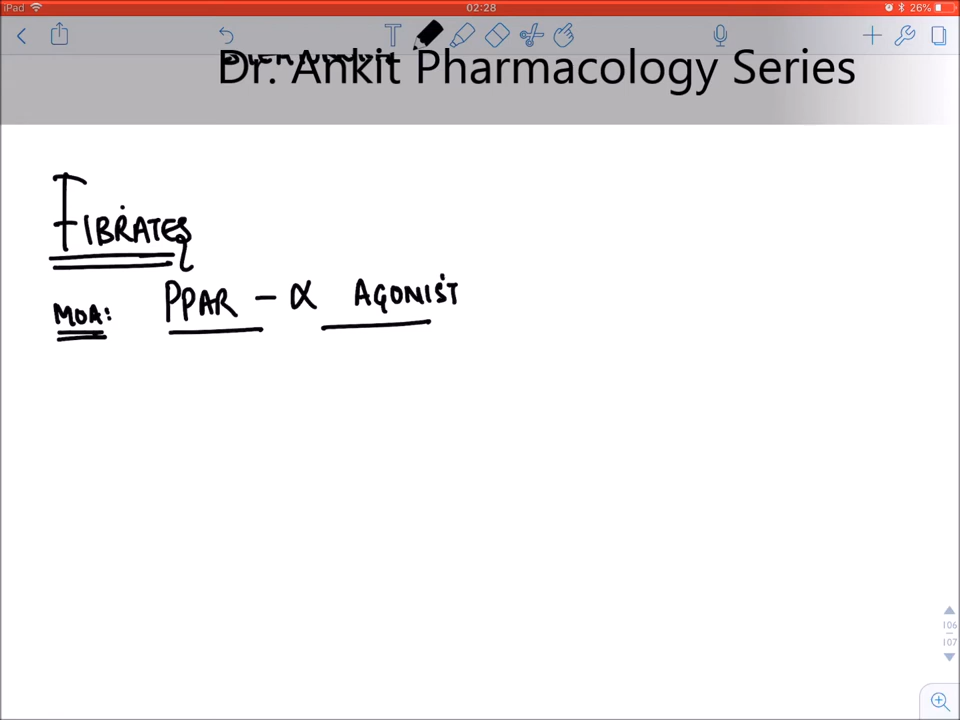 iPad 02:28 26%
Dr. Ankit Pharmacology Series
FIBRATES
MOA: PPAR - α AGONIST
106
107